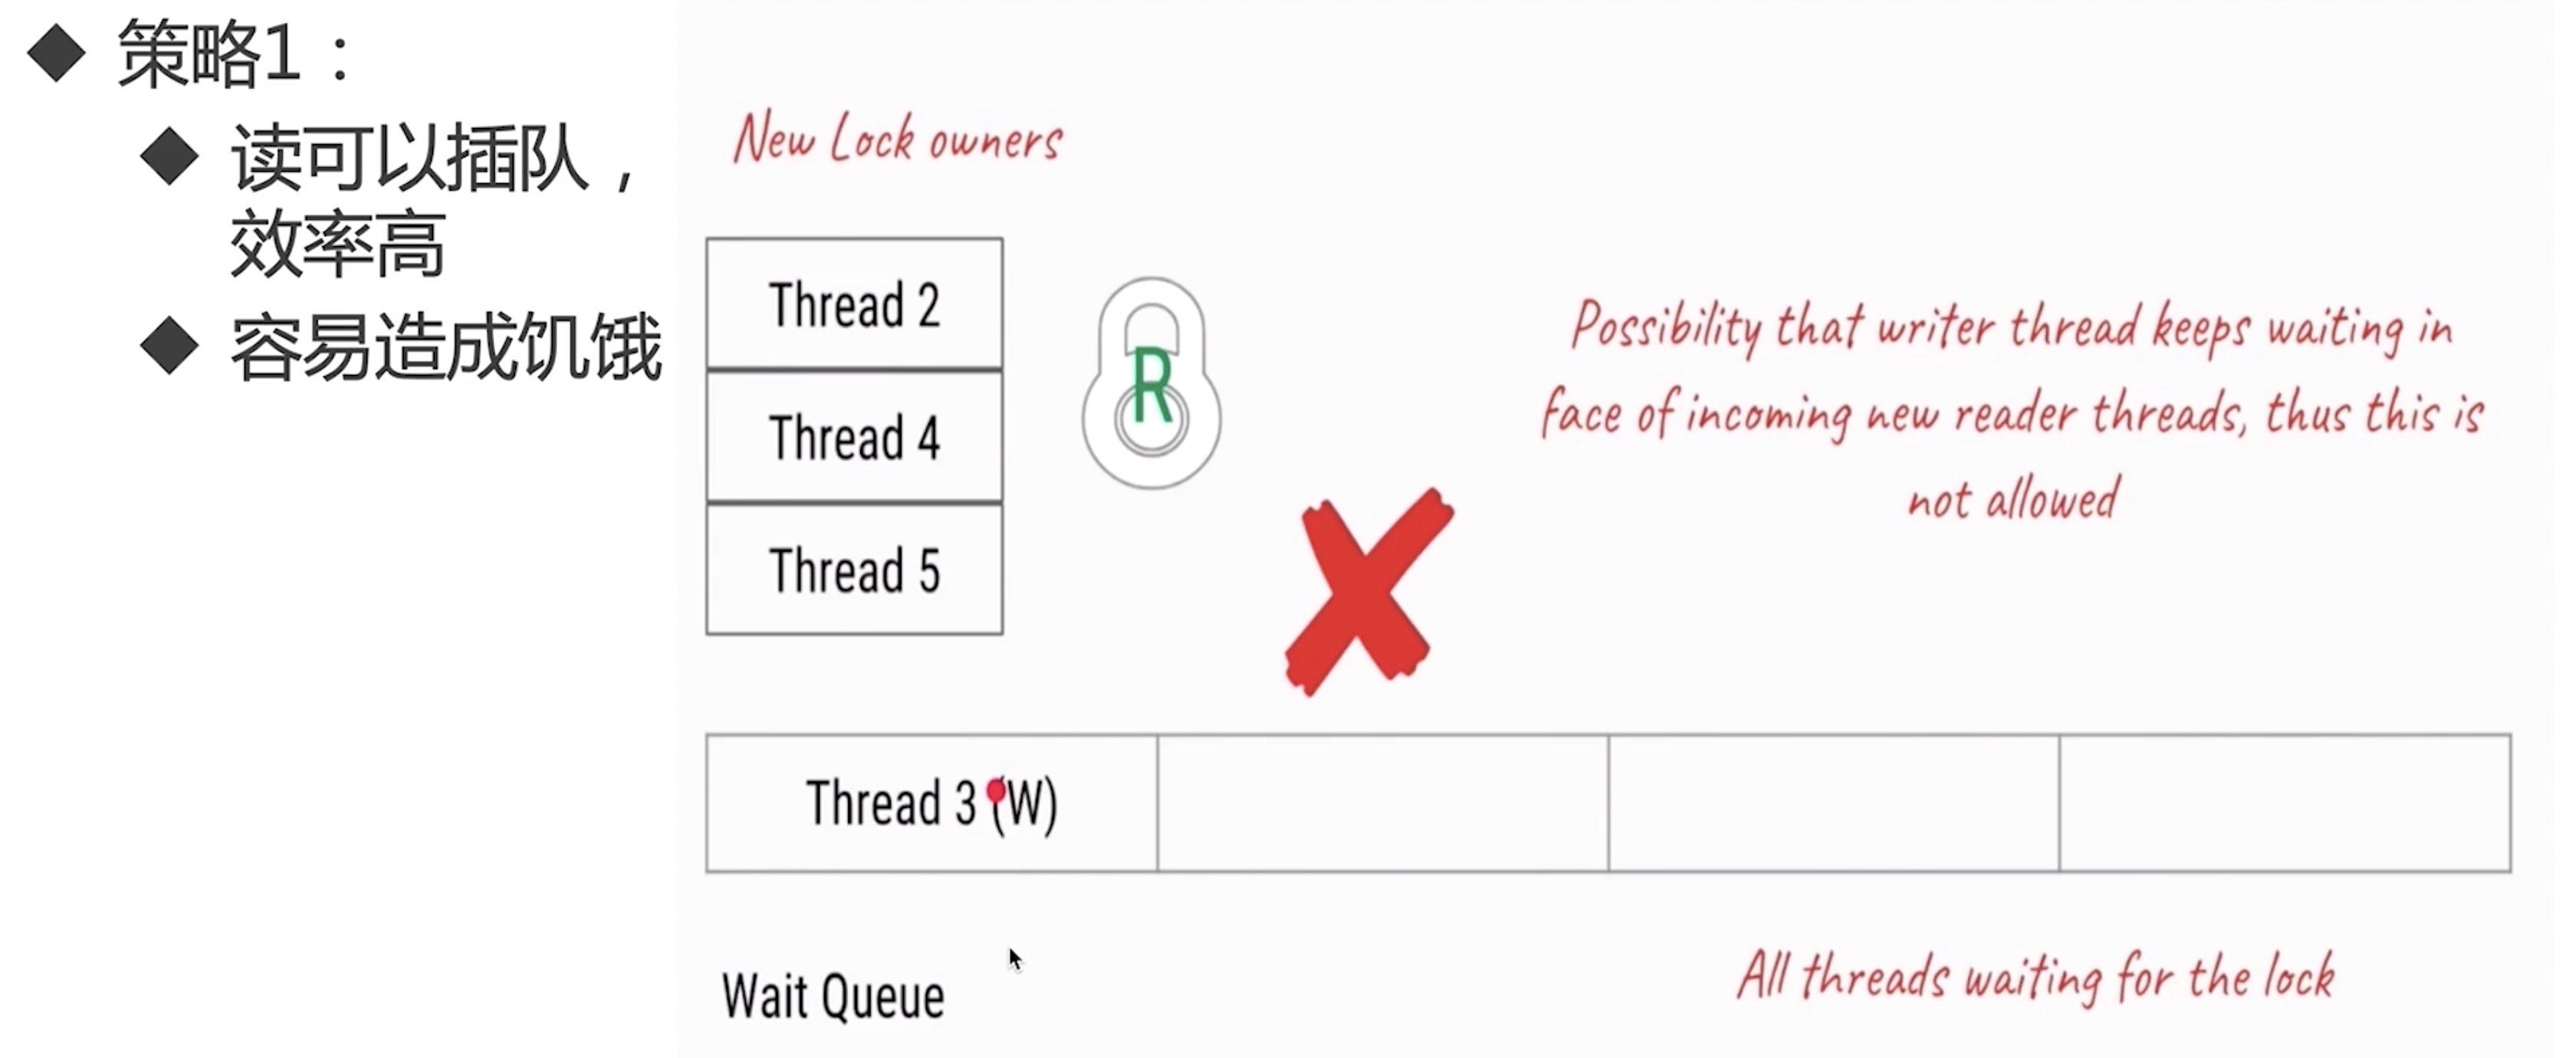 策略1：
读可以插队，
效率高
容易造成饥饿
New Lock owners
Thread 2
Thread 4
Thread 5
R
Possibility that writer thread keeps waiting in
face of incoming new reader threads, thus this is
not allowed
Thread 3 (W)
Wait Queue
All threads waiting for the lock